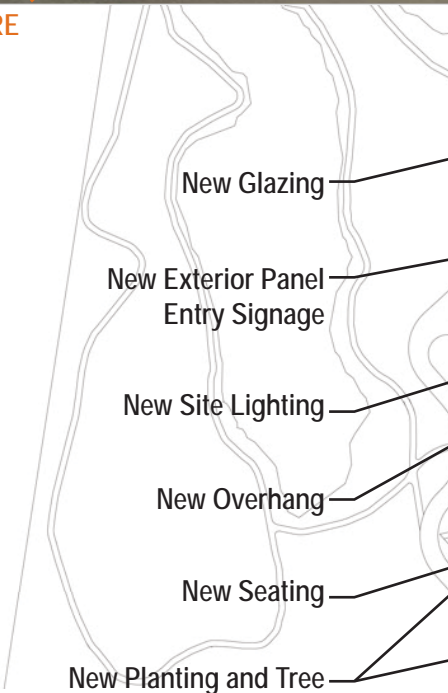 RE
New Glazing
New Exterior Panel
Entry Signage
New Site Lighting
New Overhang
New Seating
New Planting and Tree